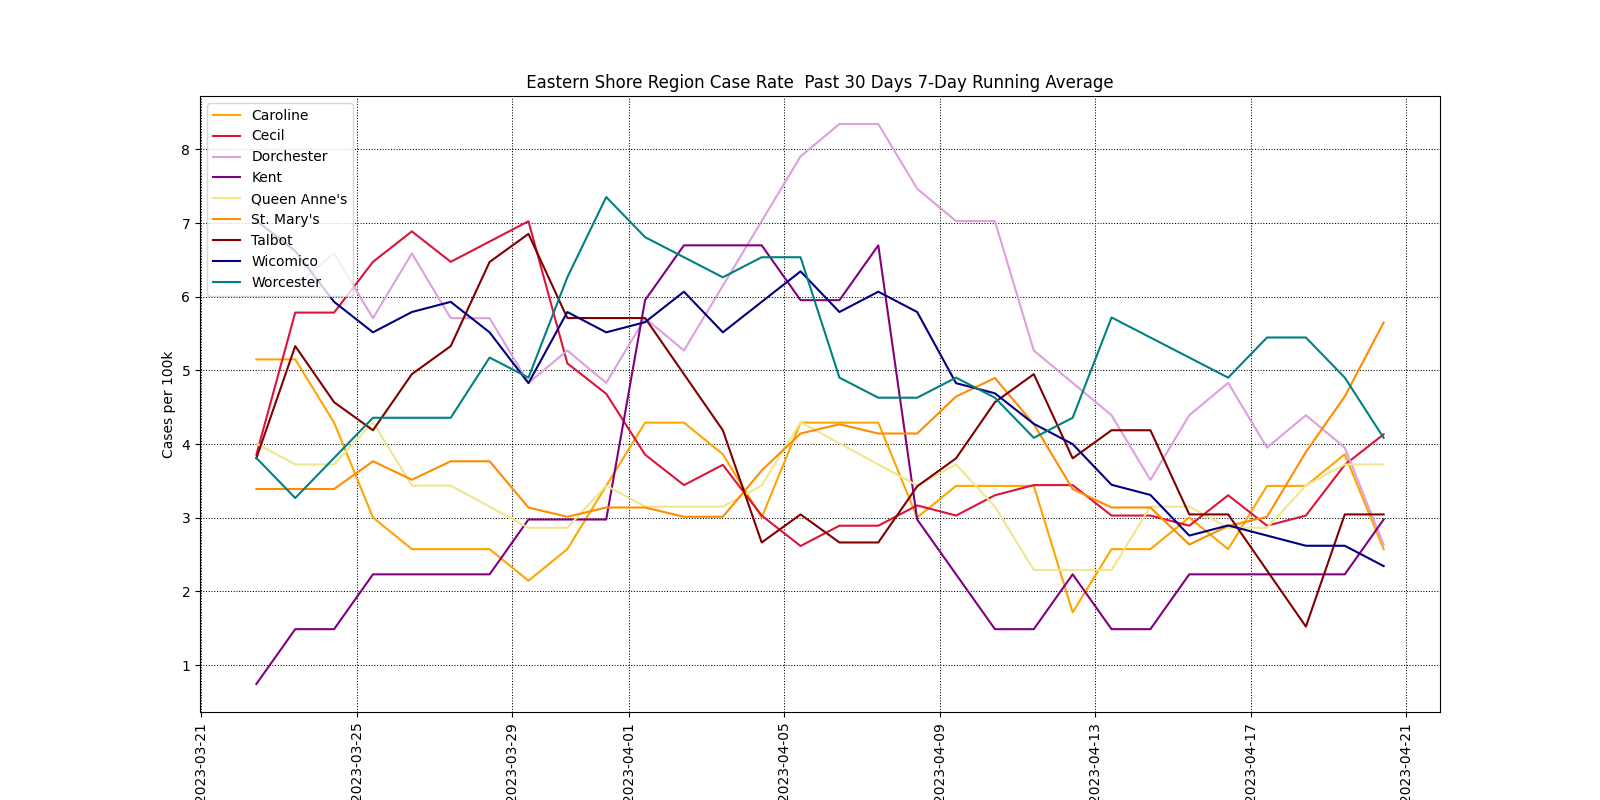 Eastern Shore Region Case Rate  Past 30 Days 7-Day Running Average
Caroline
Cecil
Dorchester
Kent
Queen Anne's
St. Mary's
Talbot
Wicomico
Worcester
Cases per 100k
8
7
6
5
4
3
2
1
2023-03-21
2023-03-25
2023-03-29
2023-04-01
2023-04-05
2023-04-09
2023-04-13
2023-04-17
2023-04-21